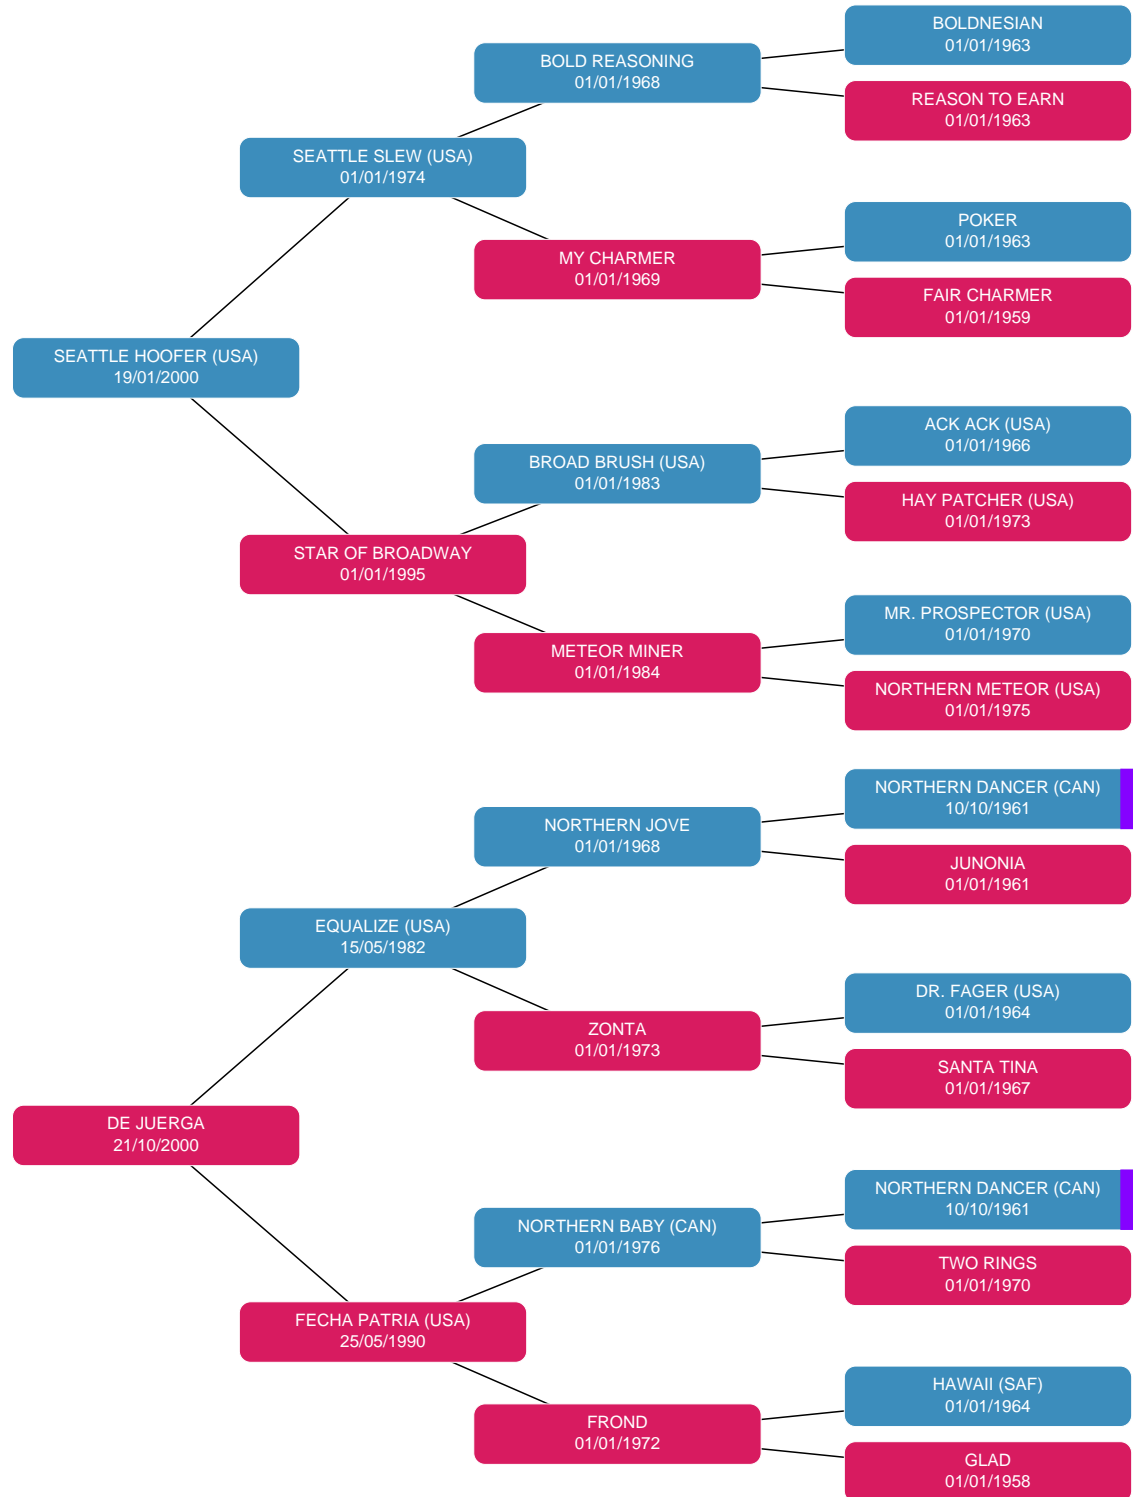 BOLDNESIAN
01/01/1963
BOLD REASONING
01/01/1968
REASON TO EARN
01/01/1963
SEATTLE SLEW (USA)
01/01/1974
POKER
01/01/1963
MY CHARMER
01/01/1969
FAIR CHARMER
01/01/1959
SEATTLE HOOFER (USA)
19/01/2000
ACK ACK (USA)
01/01/1966
BROAD BRUSH (USA)
01/01/1983
HAY PATCHER (USA)
01/01/1973
STAR OF BROADWAY
01/01/1995
MR. PROSPECTOR (USA)
01/01/1970
METEOR MINER
01/01/1984
NORTHERN METEOR (USA)
01/01/1975
NORTHERN DANCER (CAN)
10/10/1961
NORTHERN JOVE
01/01/1968
JUNONIA
01/01/1961
EQUALIZE (USA)
15/05/1982
DR. FAGER (USA)
01/01/1964
ZONTA
01/01/1973
SANTA TINA
01/01/1967
DE JUERGA
21/10/2000
NORTHERN DANCER (CAN)
10/10/1961
NORTHERN BABY (CAN)
01/01/1976
TWO RINGS
01/01/1970
FECHA PATRIA (USA)
25/05/1990
HAWAII (SAF)
01/01/1964
FROND
01/01/1972
GLAD
01/01/1958